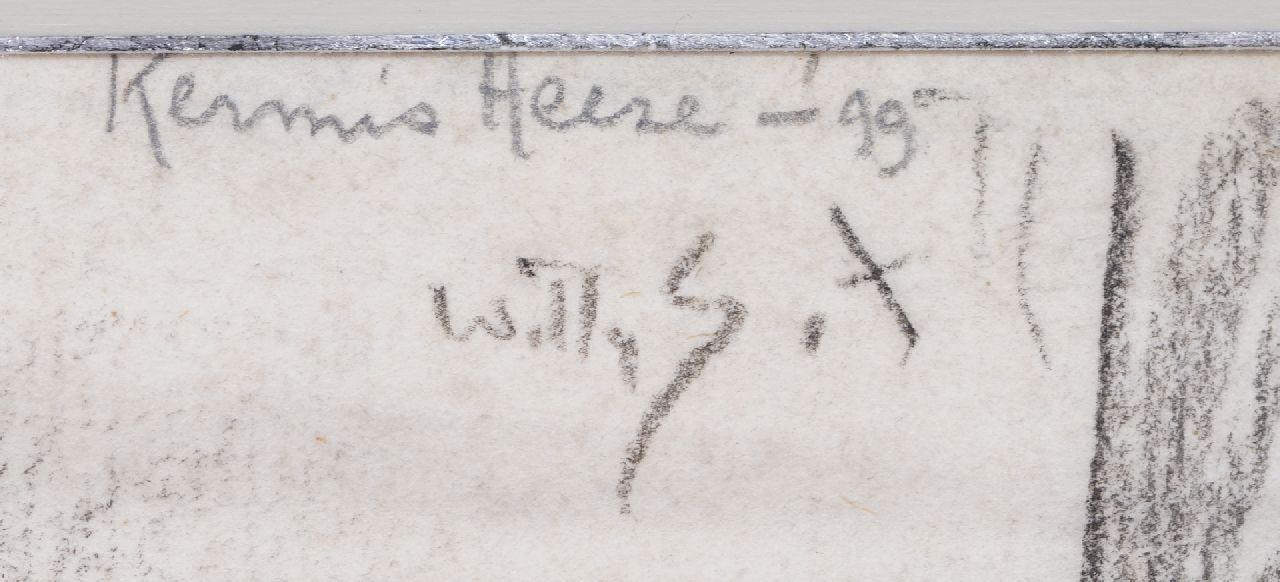 Kermis Heeze - '99
Willy S.t